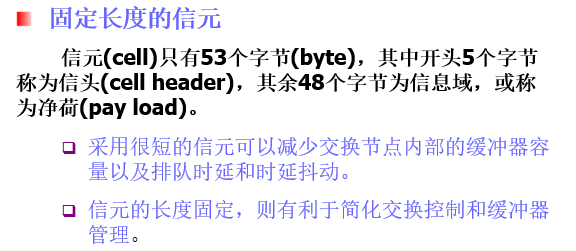 固定长度的信元
信元(cell)只有53个字节(byte)，其中开头5个字节
称为信头(cell header)，其余48个字节为信息域，或称
为净荷(pay load)。
采用很短的信元可以减少交换节点内部的缓冲器容
量以及排队时延和时延抖动。
信元的长度固定，则有利于简化交换控制和缓冲器
管理。